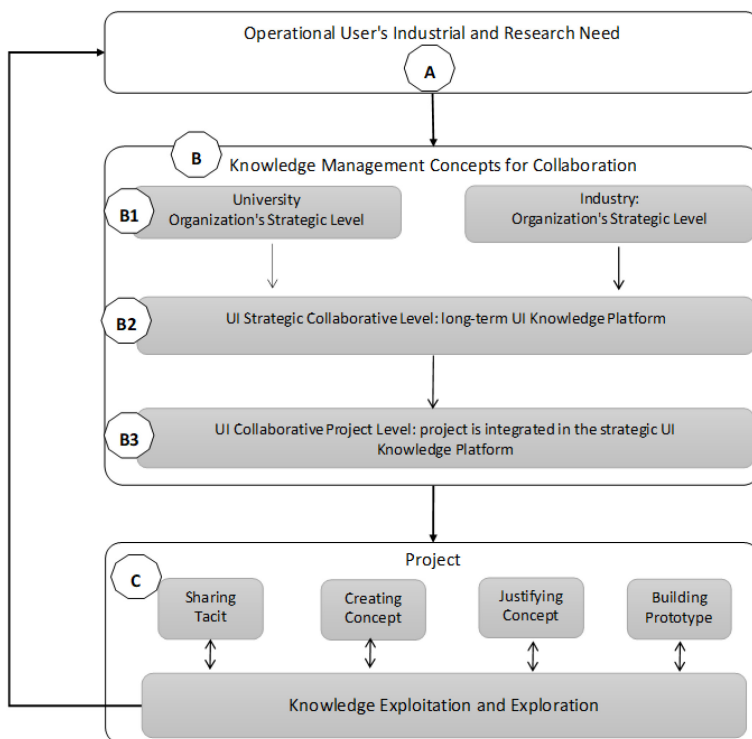 Operational User's Industrial and Research Need
A
B
Knowledge Management Concepts for Collaboration
B1
University
Organization's Strategic Level
Industry:
Organization's Strategic Level
B2
UI Strategic Collaborative Level: long-term UI Knowledge Platform
B3
UI Collaborative Project Level: project is integrated in the strategic UI
Knowledge Platform
Project
C
Sharing
Tacit
Creating
Concept
Justifying
Concept
Building
Prototype
Knowledge Exploitation and Exploration